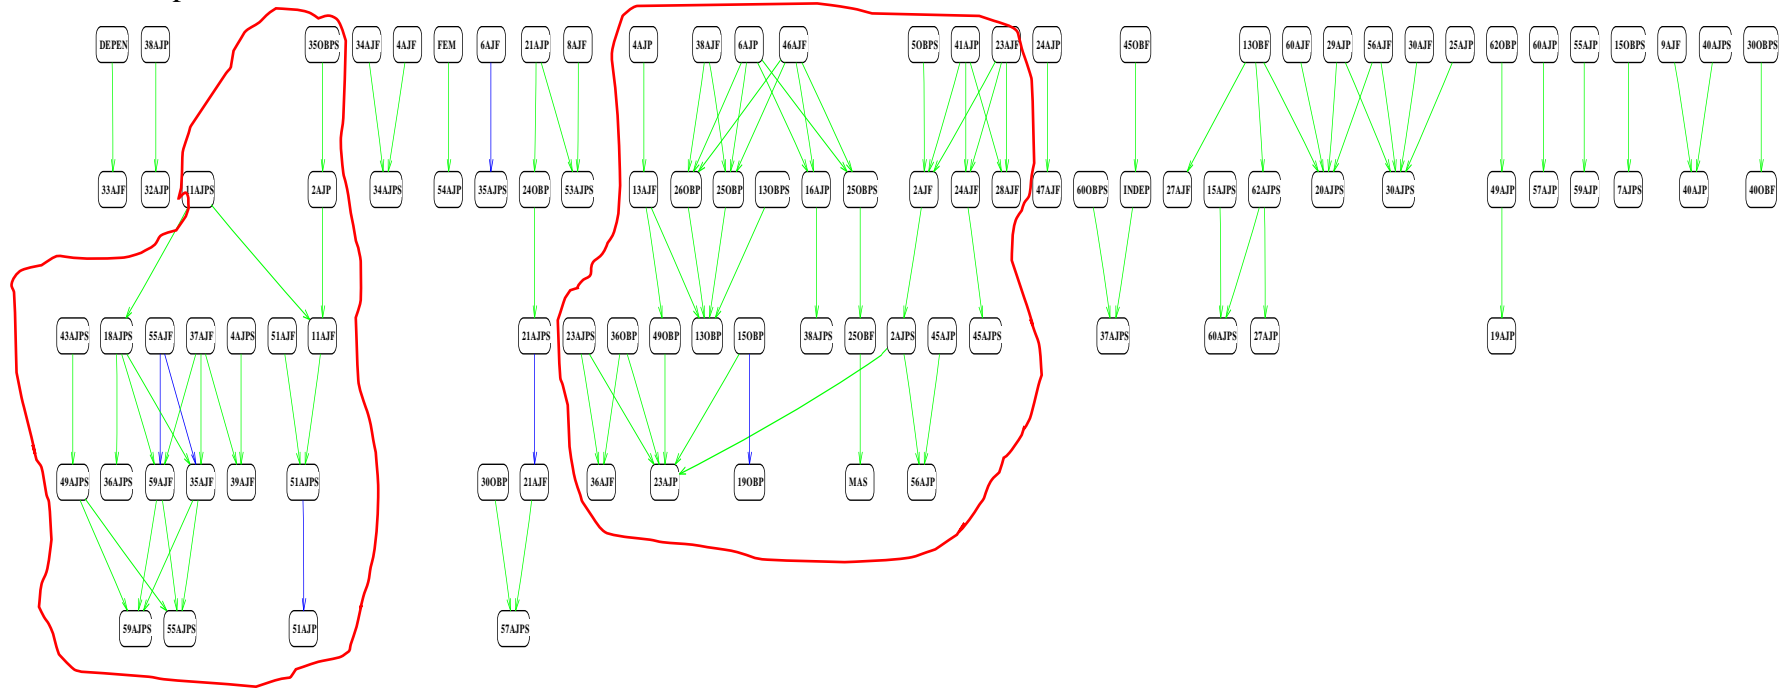 DEPEN 38AJP 35OBPS 34AJF 4AJF FEM 6AJF 21AJP 8AJF 4AJP 38AJF 6AJP 46AJF 5OBPS 41AJP 23AJF 24AJP 45OBF 13OBF 60AJF 29AJP 56AJF 30AJF 25AJP 62OBP 60AJP 55AJP 15OBPS 9AJF 40AJPS 30OBPS
33AJF 32AJP 11AJPS 2AJP 34AJPS 54AJP 35AJPS 24OBP 53AJPS 13AJF 26OBP 25OBP 13OBPS 16AJP 25OBPS 2AJF 24AJF 28AJF 47AJF 60OBPS INDEP 27AJF 15AJPS 62AJPS 20AJPS 30AJPS 49AJP 57AJP 59AJP 7AJPS 40AJP 40OBF
43AJPS 18AJPS 55AJF 37AJF 4AJPS 51AJF 11AJF 21AJPS 23AJPS 36OBP 49OBP 13OBP 15OBP 38AJPS 25OBF 2AJPS 45AJP 45AJPS 37AJPS 60AJPS 27AJP 19AJP
49AJPS 36AJPS 59AJF 35AJF 39AJF 51AJPS 30OBP 21AJF 36AJF 23AJP 19OBP MAS 56AJP
59AJPS 55AJPS 51AJP 57AJPS